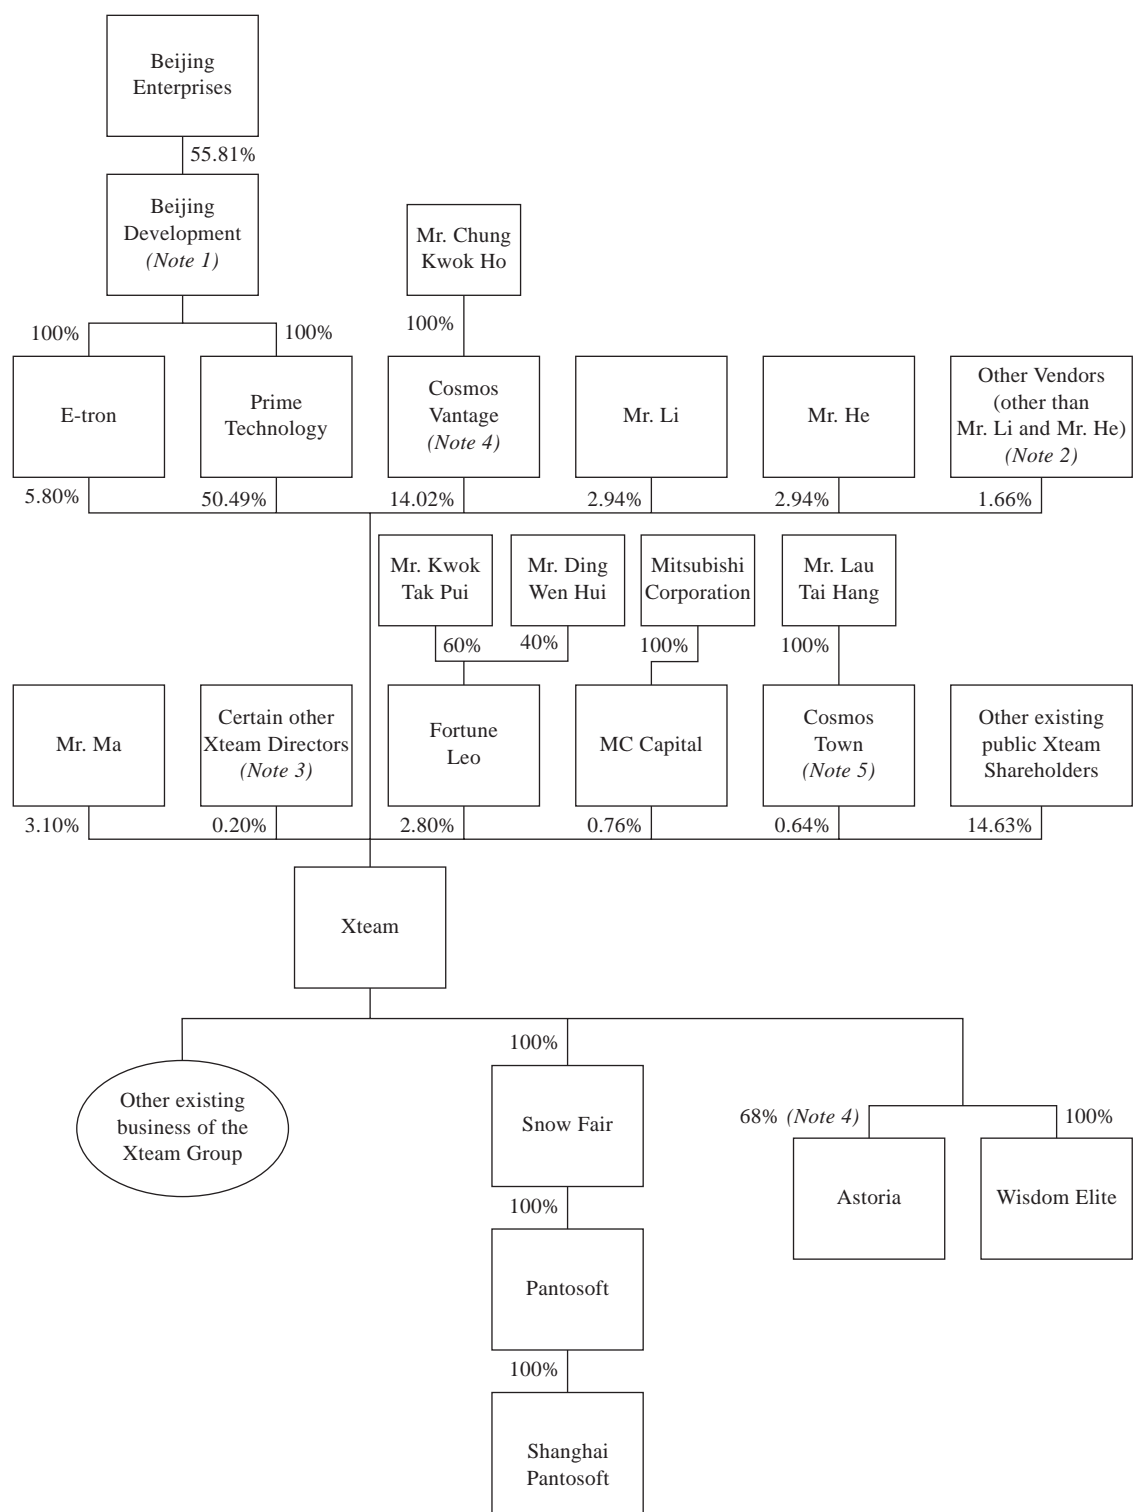 Beijing
Enterprises
55.81%
Beijing
Development
(Note 1)
Mr. Chung
Kwok Ho
100%
100%
100%
E-tron
Prime
Technology
Cosmos
Vantage
(Note 4)
Mr. Li
Mr. He
Other Vendors
(other than
Mr. Li and Mr. He)
(Note 2)
5.80%
50.49%
14.02%
2.94%
2.94%
1.66%
Mr. Kwok
Tak Pui
Mr. Ding
Wen Hui
Mitsubishi
Corporation
Mr. Lau
Tai Hang
60%
40%
100%
100%
Mr. Ma
Certain other
Xteam Directors
(Note 3)
Fortune
Leo
MC Capital
Cosmos
Town
(Note 5)
Other existing
public Xteam
Shareholders
3.10%
0.20%
2.80%
0.76%
0.64%
14.63%
Xteam
100%
Other existing
business of the
Xteam Group
Snow Fair
68% (Note 4)
100%
Astoria
Wisdom Elite
100%
Pantosoft
100%
Shanghai
Pantosoft